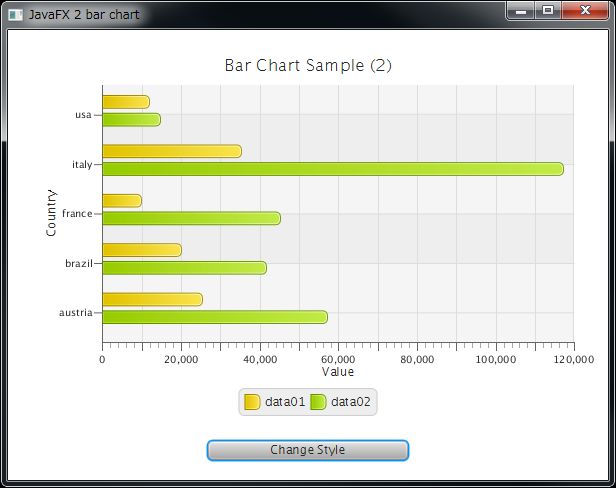 JavaFX 2 bar chart
Bar Chart Sample (2)
Country
usa
italy
france
brazil
austria
0 20,000 40,000 60,000 80,000 100,000 120,000
Value
data01 data02
Change Style